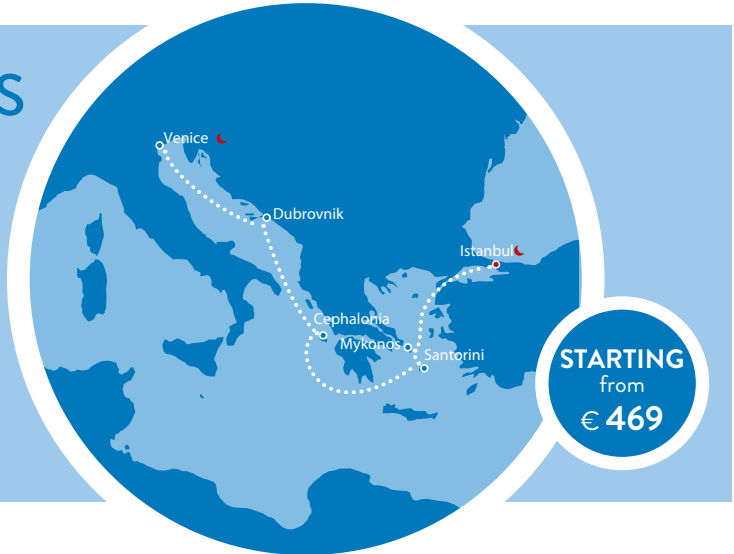 S
Venice
Dubrovnik
Istanbul
Cephalonia
Mykonos
Santorini
STARTING
from
€ 469